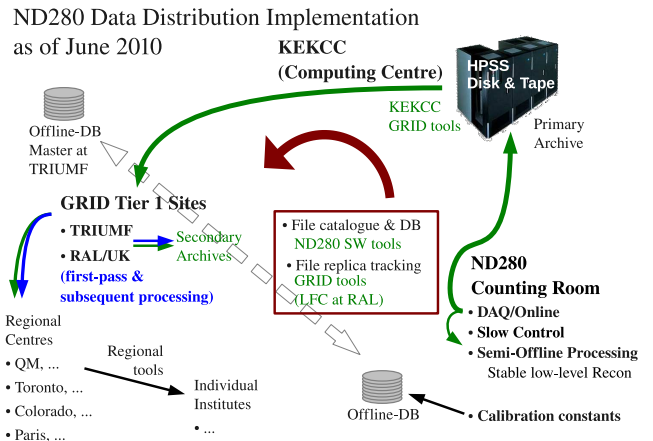 ND280 Data Distribution Implementation
as of June 2010
KEKCC
(Computing Centre)
HPSS
Disk & Tape
KEKCC
GRID tools
Primary
Archive
Offline-DB
Master at
TRIUMF
GRID Tier 1 Sites
• TRIUMF
• RAL/UK
(first-pass &
subsequent processing)
Secondary
Archives
• File catalogue & DB
ND280 SW tools
• File replica tracking
GRID tools
(LFC at RAL)
ND280
Counting Room
• DAQ/Online
• Slow Control
• Semi-Offline Processing
Stable low-level Recon
Regional
Centres
• QM, ...
• Toronto, ...
• Colorado, ...
• Paris, ...
Regional
tools
Individual
Institutes
• ...
Offline-DB
• Calibration constants